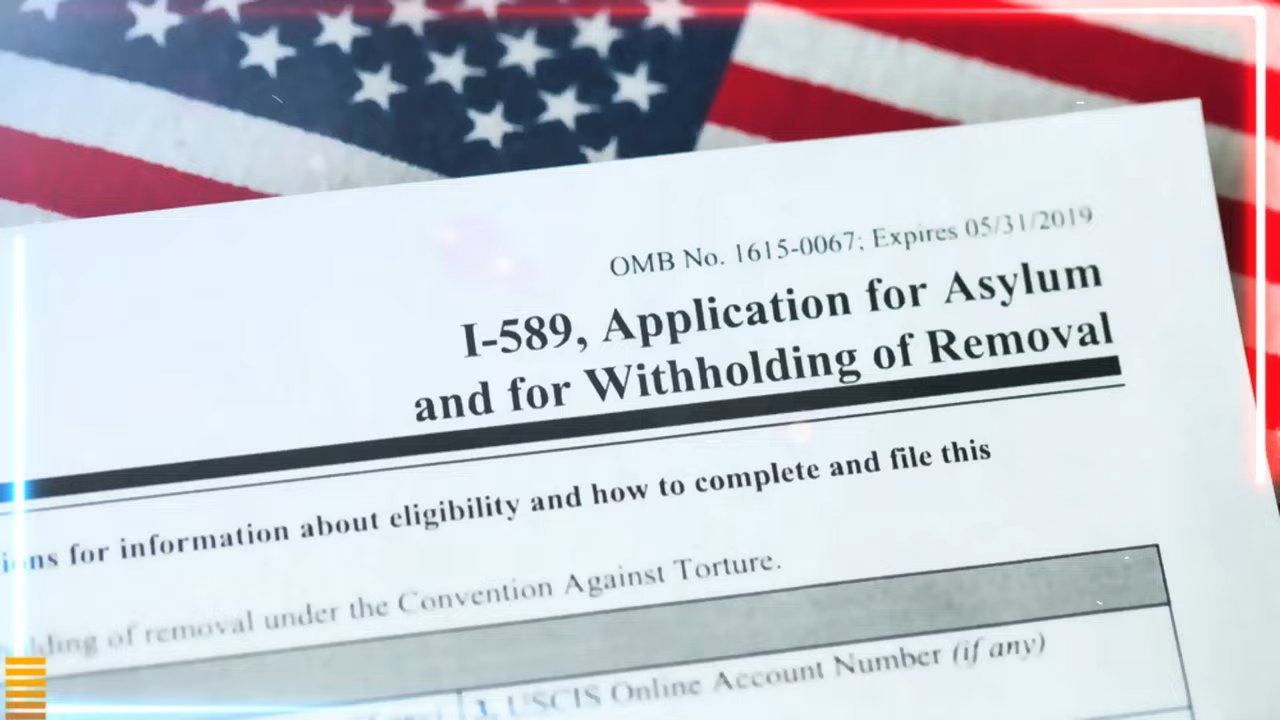 OMB No. 1615-0067; Expires 05/31/2019
I-589, Application for Asylum
and for Withholding of Removal
for information about eligibility and how to complete and file this
of removal under the Convention Against Torture.
3. USCIS Online Account Number (if any)